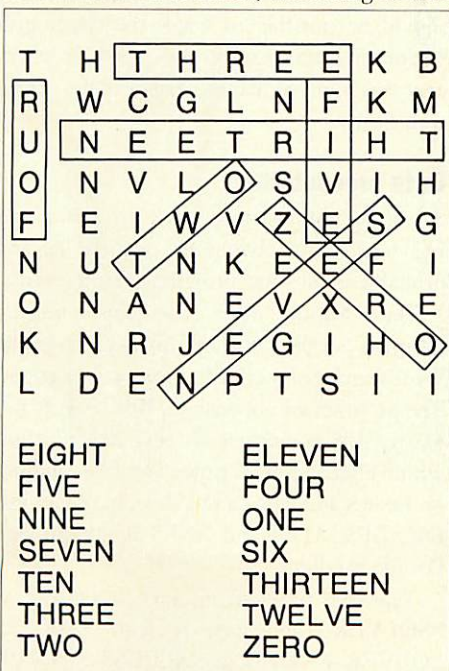 T H T H R E E K B
R W C G L N F K M
U N E E T R I H T
O N V L O S V I H
F E I W V Z E S G
N U T N K E E F I
O N A N E V X R E
K N R J E G I H O
L D E N P T S I L
EIGHT ELEVEN
FIVE FOUR
NINE ONE
SEVEN SIX
TEN THIRTEEN
THREE TWELVE
TWO ZERO